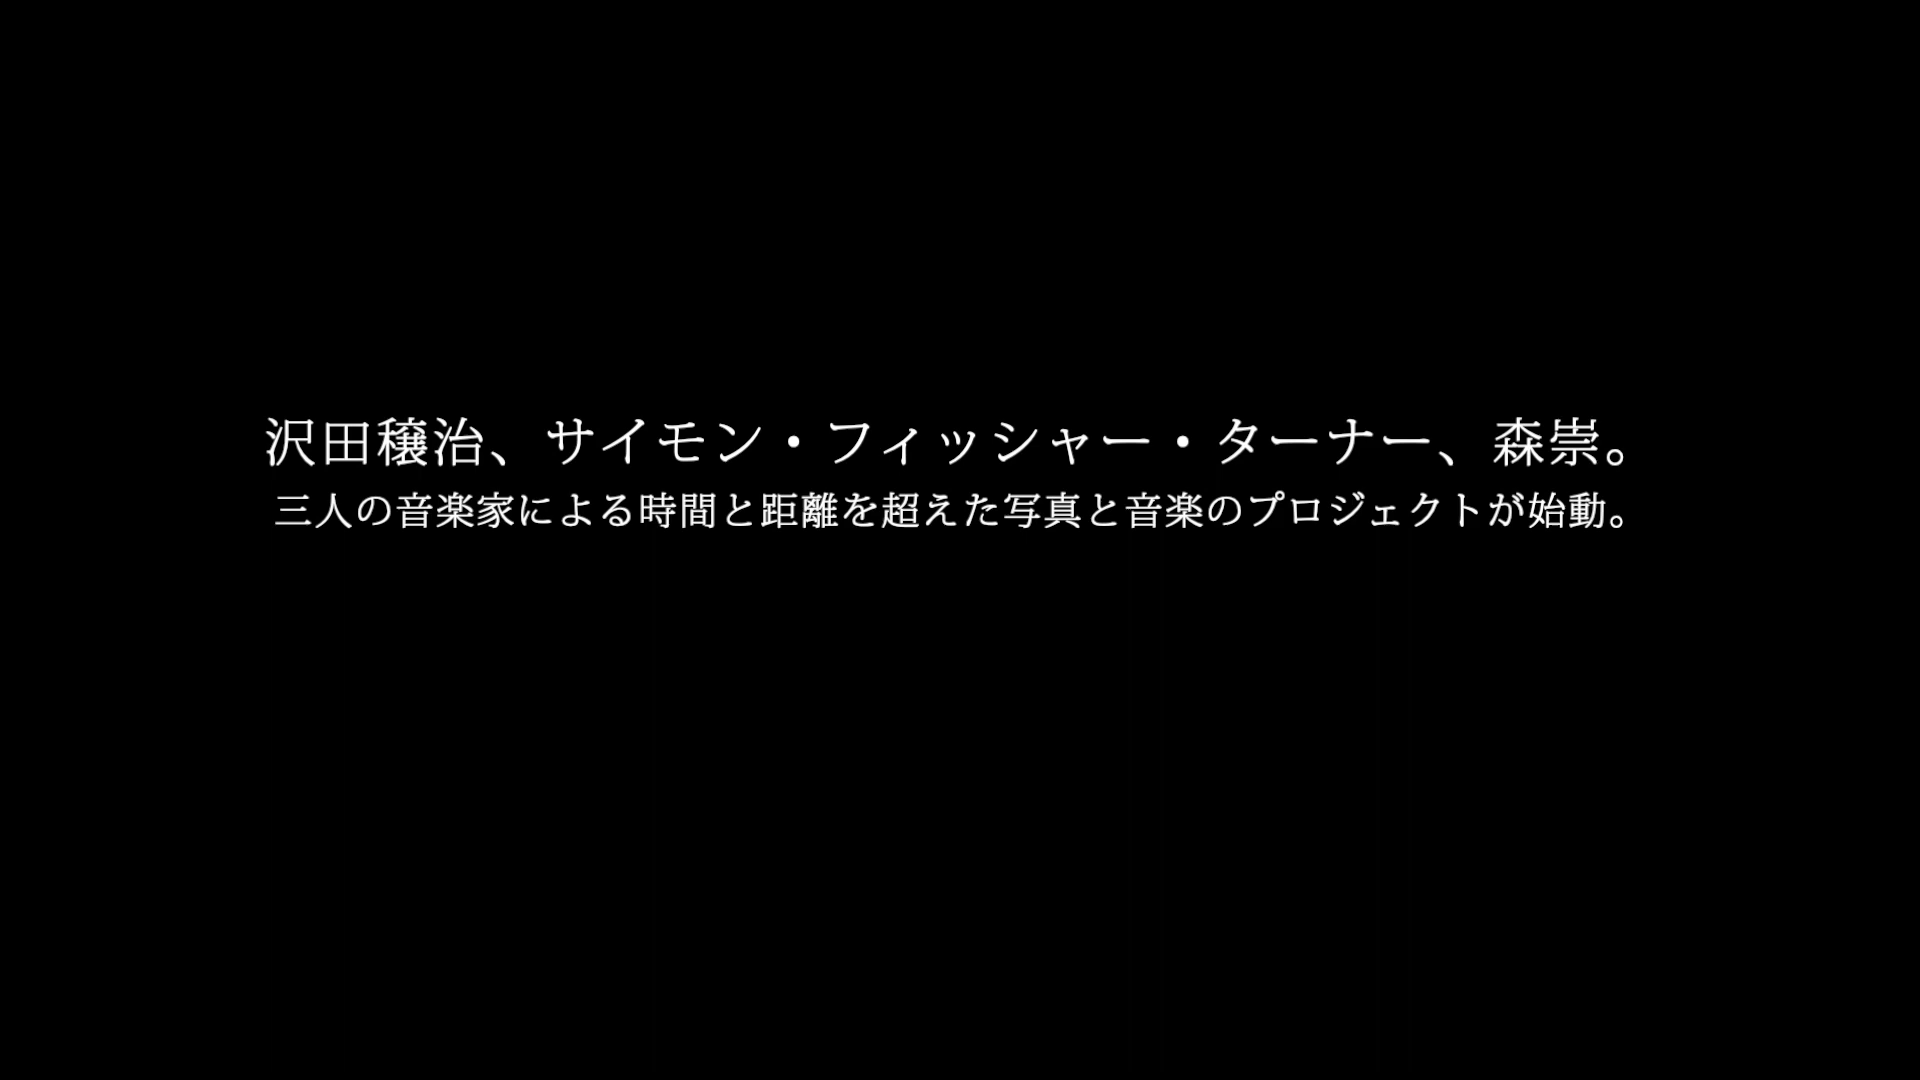 沢田穣治、サイモン・フィッシャー・ターナー、森崇。
三人の音楽家による時間と距離を超えた写真と音楽のプロジェクトが始動。